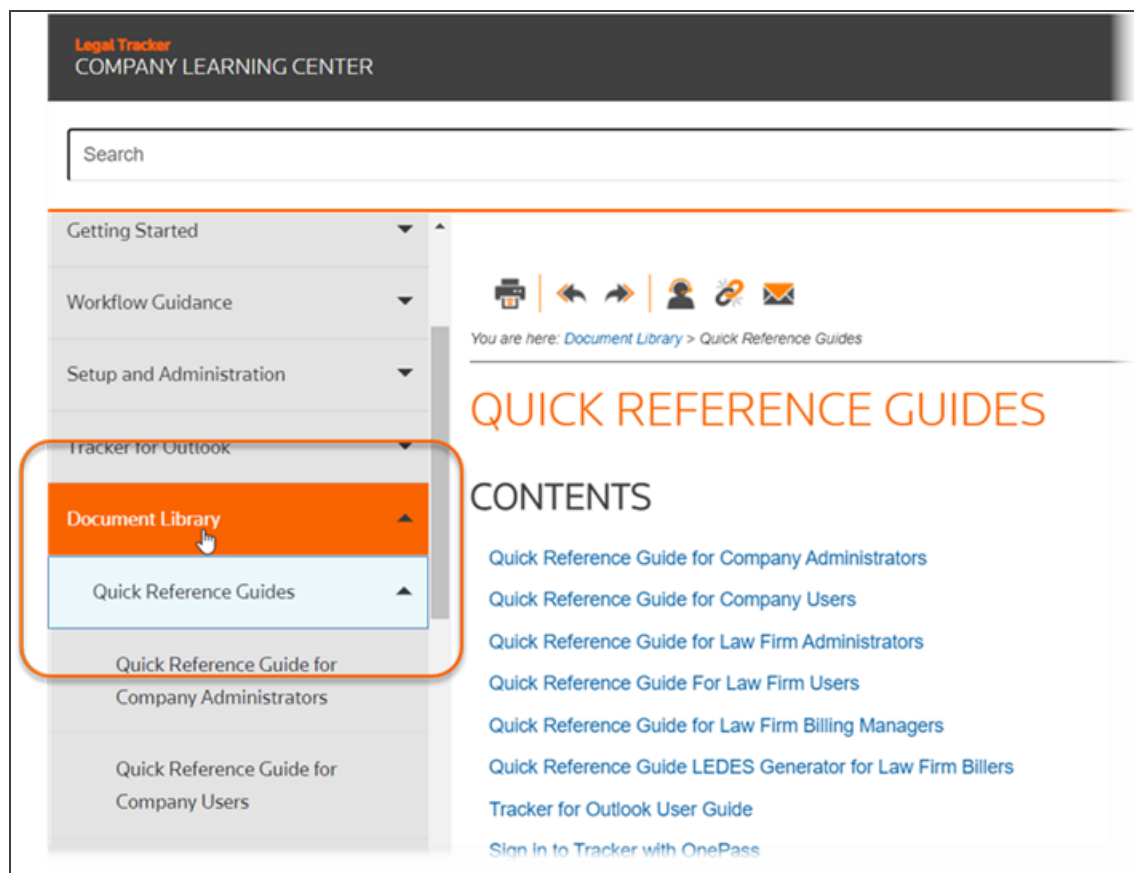 Legal Tracker
COMPANY LEARNING CENTER
Search
Getting Started
Workflow Guidance
Setup and Administration
Tracker for Outlook
Document Library
Quick Reference Guides
Quick Reference Guide for
Company Administrators
Quick Reference Guide for
Company Users
You are here: Document Library > Quick Reference Guides
QUICK REFERENCE GUIDES
CONTENTS
Quick Reference Guide for Company Administrators
Quick Reference Guide for Company Users
Quick Reference Guide for Law Firm Administrators
Quick Reference Guide For Law Firm Users
Quick Reference Guide for Law Firm Billing Managers
Quick Reference Guide LEDES Generator for Law Firm Billers
Tracker for Outlook User Guide
Sign in to Tracker with OnePass